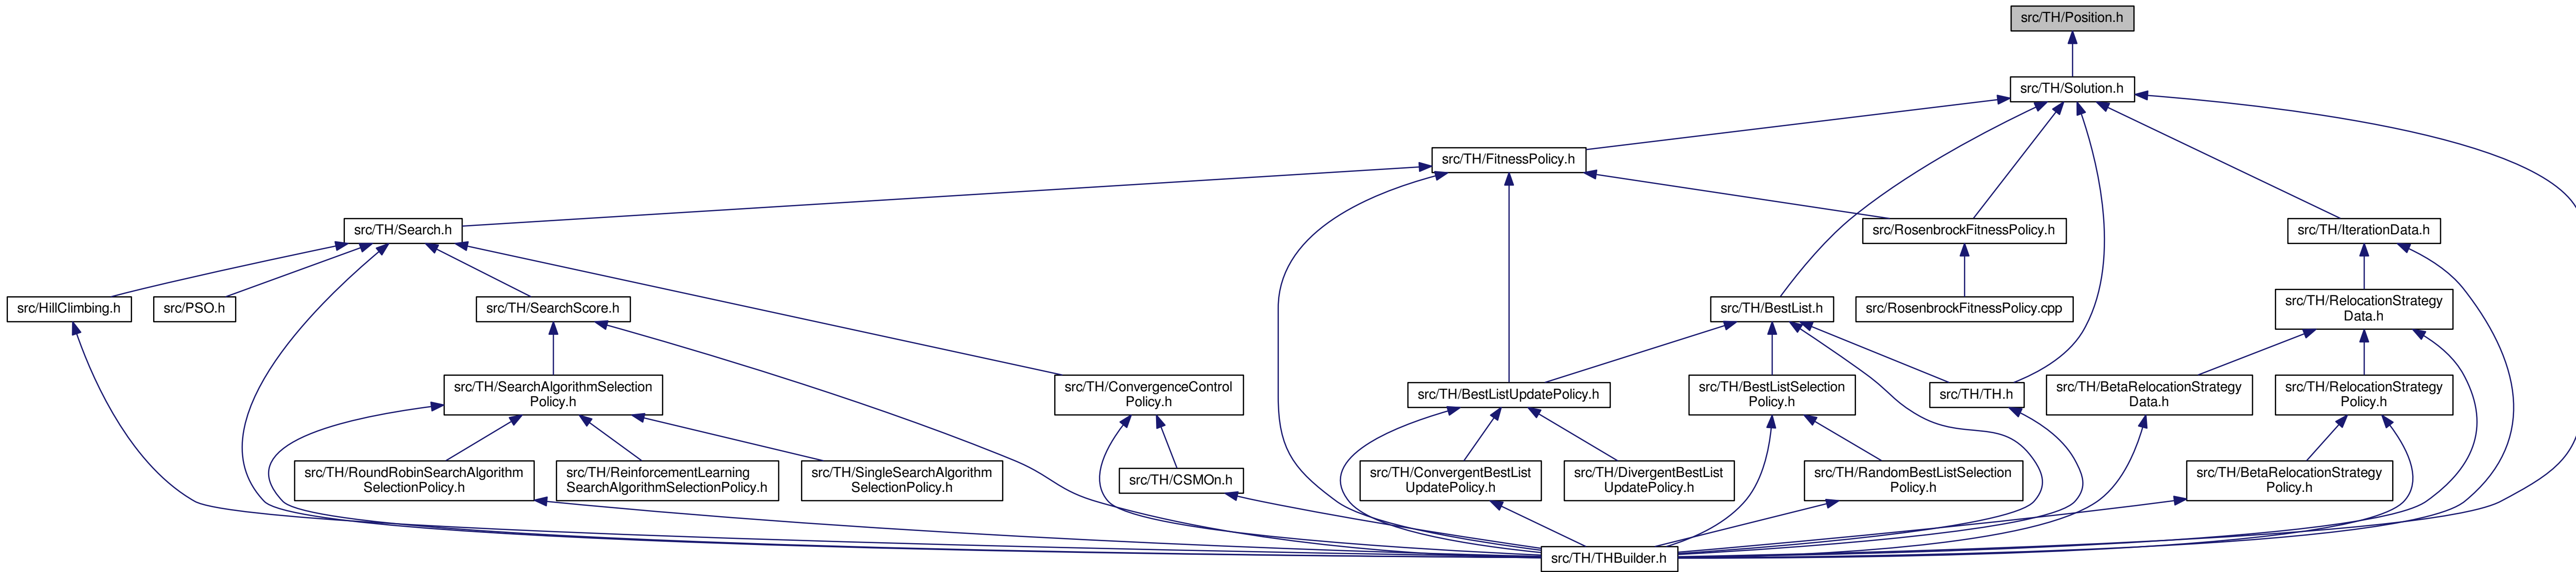 src/TH/Position.h
src/TH/Solution.h
src/TH/FitnessPolicy.h
src/TH/Search.h
src/RosenbrockFitnessPolicy.h
src/TH/IterationData.h
src/HillClimbing.h
src/PSO.h
src/TH/SearchScore.h
src/TH/BestList.h
src/RosenbrockFitnessPolicy.cpp
src/TH/RelocationStrategy
Data.h
src/TH/SearchAlgorithmSelection
Policy.h
src/TH/ConvergenceControl
Policy.h
src/TH/BestListUpdatePolicy.h
src/TH/BestListSelection
Policy.h
src/TH/TH.h
src/TH/BetaRelocationStrategy
Data.h
src/TH/RelocationStrategy
Policy.h
src/TH/RoundRobinSearchAlgorithm
SelectionPolicy.h
src/TH/ReinforcementLearning
SearchAlgorithmSelectionPolicy.h
src/TH/SingleSearchAlgorithm
SelectionPolicy.h
src/TH/CSMOn.h
src/TH/ConvergentBestList
UpdatePolicy.h
src/TH/DivergentBestList
UpdatePolicy.h
src/TH/RandomBestListSelection
Policy.h
src/TH/BetaRelocationStrategy
Policy.h
src/TH/THBuilder.h